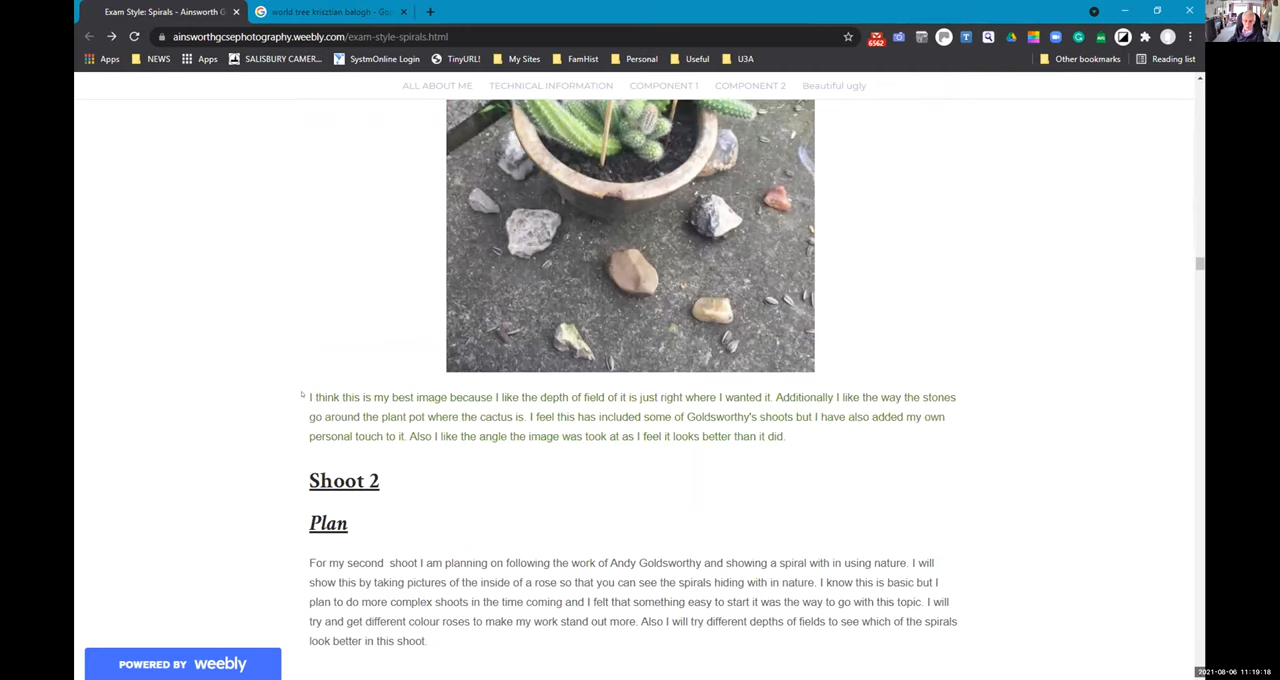 Exam Style: Spirals - Ainsworth G
world tree krisztian balogh - Go
ainsworthgcsephotography.weebly.com/exam-style-spirals.html
6562
Apps
NEWS
Apps
SALISBURY CAMER...
SystmOnline Login
TinyURL!
My Sites
FamHist
Personal
Useful
U3A
Other bookmarks
Reading list
ALL ABOUT ME TECHNICAL INFORMATION COMPONENT 1 COMPONENT 2 Beautiful ugly
I think this is my best image because I like the depth of field of it is just right where I wanted it. Additionally I like the way the stones
go around the plant pot where the cactus is. I feel this has included some of Goldsworthy's shoots but I have also added my own
personal touch to it. Also I like the angle the image was took at as I feel it looks better than it did.
Shoot 2
Plan
For my second shoot I am planning on following the work of Andy Goldsworthy and showing a spiral with in using nature. I will
show this by taking pictures of the inside of a rose so that you can see the spirals hiding with in nature. I know this is basic but I
plan to do more complex shoots in the time coming and I felt that something easy to start it was the way to go with this topic. I will
try and get different colour roses to make my work stand out more. Also I will try different depths of fields to see which of the spirals
look better in this shoot.
POWERED BY weebly
2021-08-06 11:19:18